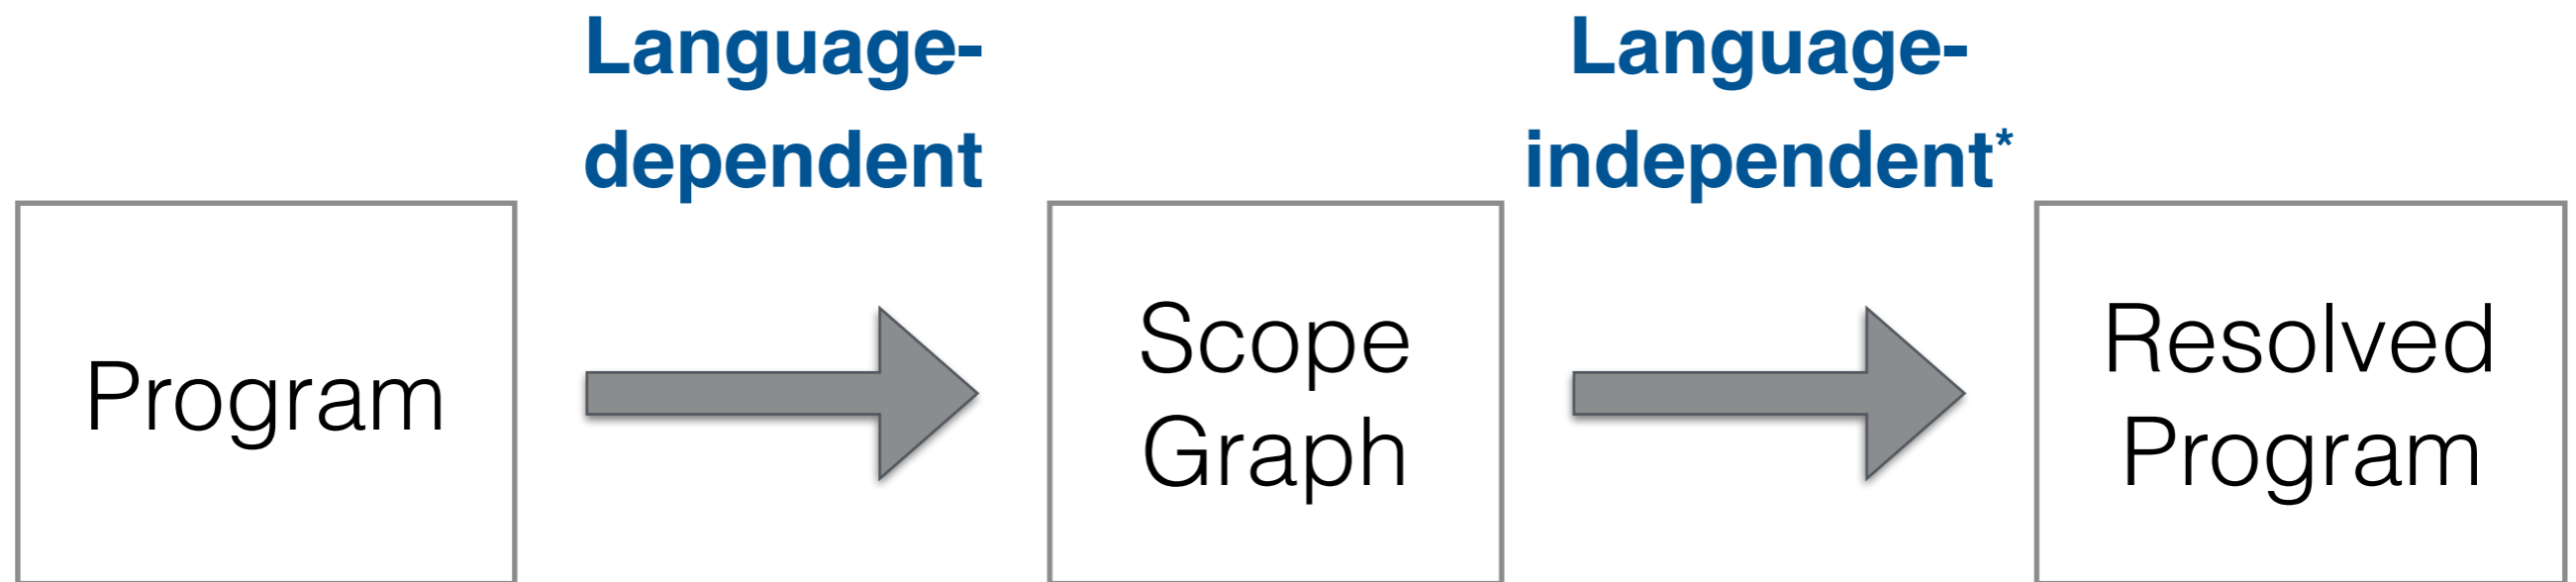 Language-
dependent
Language-
independent*
Program
Scope
Graph
Resolved
Program